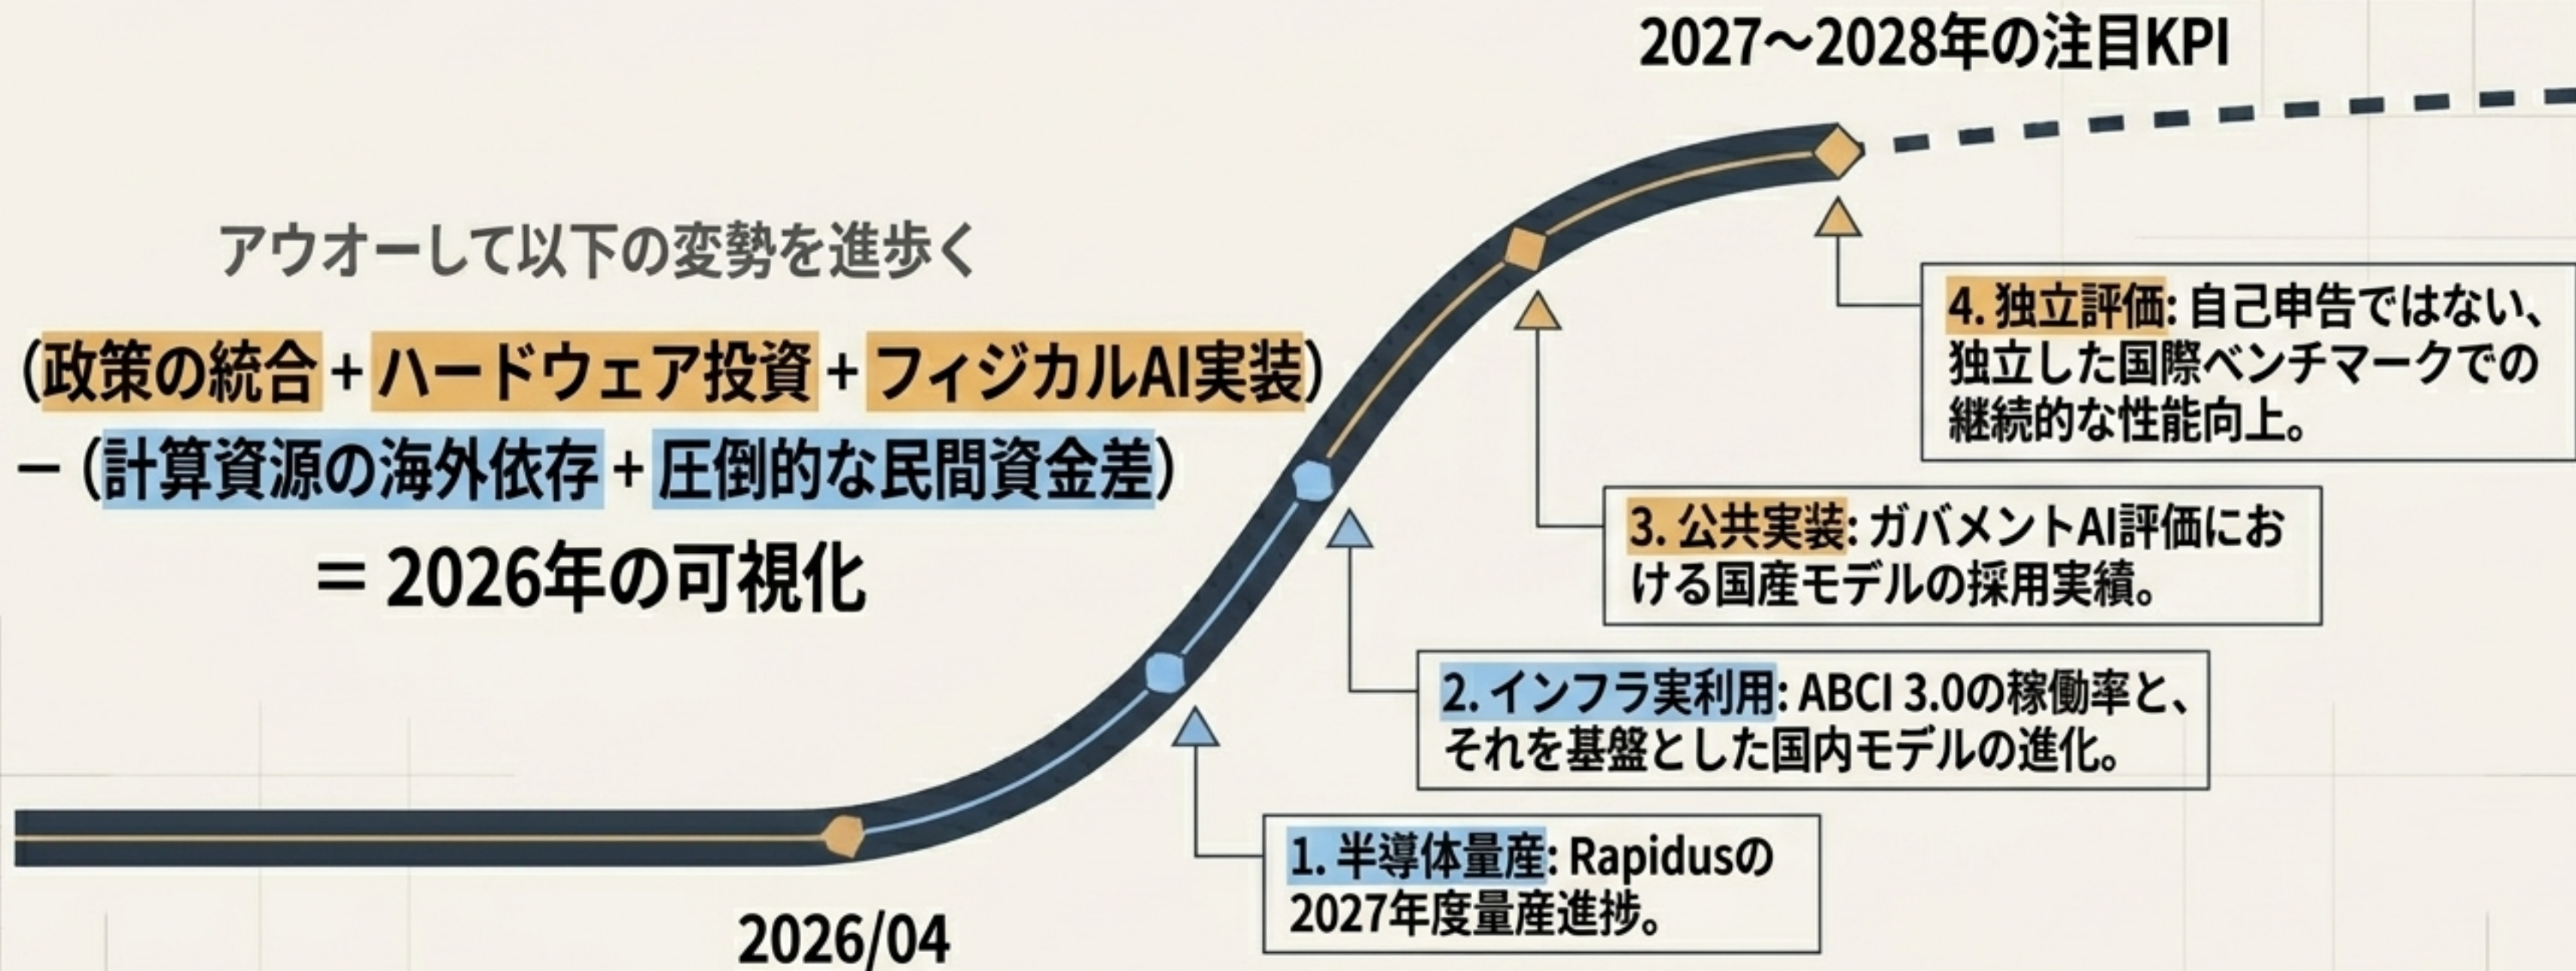 2027〜2028年の注目KPI
アウオーして以下の変勢を進歩く
(政策の統合 + ハードウェア投資 + フィジカルAI実装)
− (計算資源の海外依存 + 圧倒的な民間資金差)
= 2026年の可視化
4. 独立評価: 自己申告ではない、
独立した国際ベンチマークでの
継続的な性能向上。
3. 公共実装: ガバメントAI評価にお
ける国産モデルの採用実績。
2. インフラ実利用: ABCI 3.0の稼働率と、
それを基盤とした国内モデルの進化。
1. 半導体量産: Rapidusの
2027年度量産進捗。
2026/04